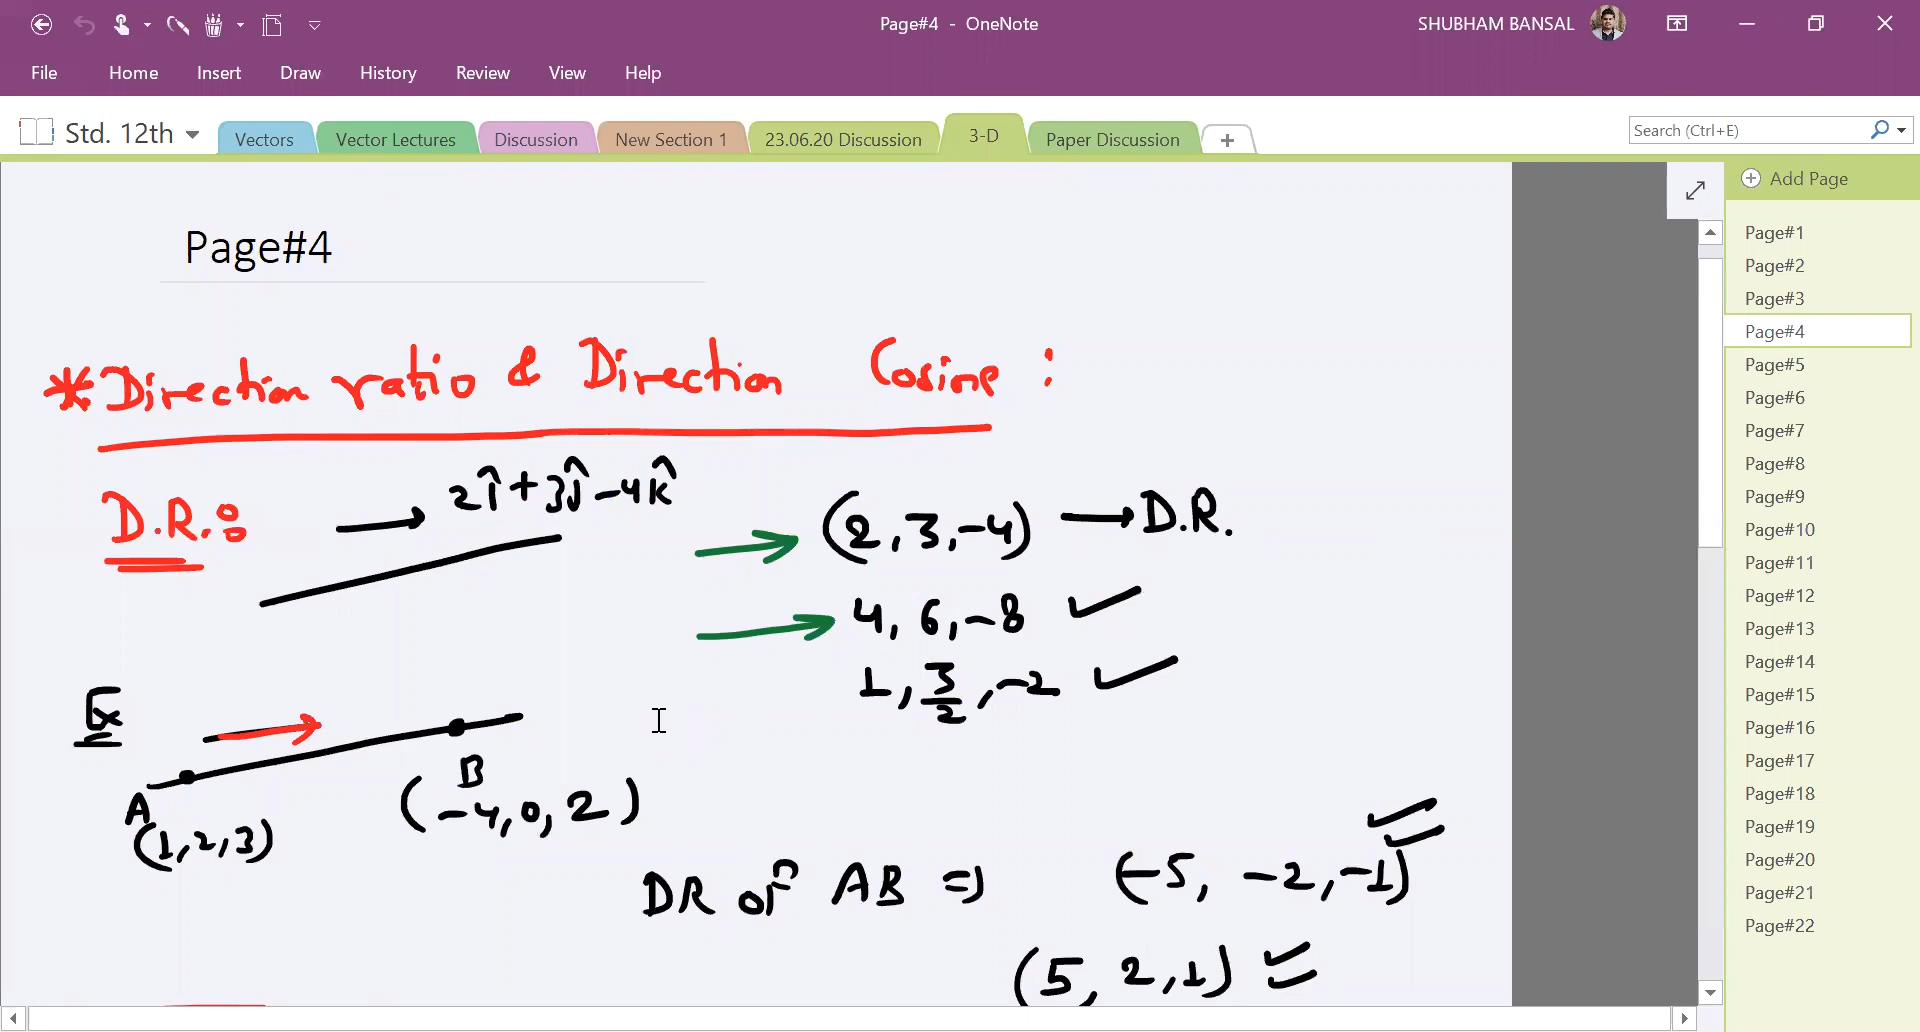 Page#4 - OneNote
SHUBHAM BANSAL
File Home Insert Draw History Review View Help
Std. 12th
Vectors Vector Lectures Discussion New Section 1 23.06.20 Discussion 3-D Paper Discussion +
Search (Ctrl+E)
Add Page
Page#4
*Direction ratio & Direction Cosine :
D.R.:
2î+3ĵ-4k̂
(2,3,-4) → D.R.
4, 6, -8 ✓
1, 3/2, -2 ✓
Ex
A
(1,2,3)
B
(-4,0,2)
DR of AB ⇒ (-5, -2, -1)
(5, 2, 1)
Page#1
Page#2
Page#3
Page#4
Page#5
Page#6
Page#7
Page#8
Page#9
Page#10
Page#11
Page#12
Page#13
Page#14
Page#15
Page#16
Page#17
Page#18
Page#19
Page#20
Page#21
Page#22